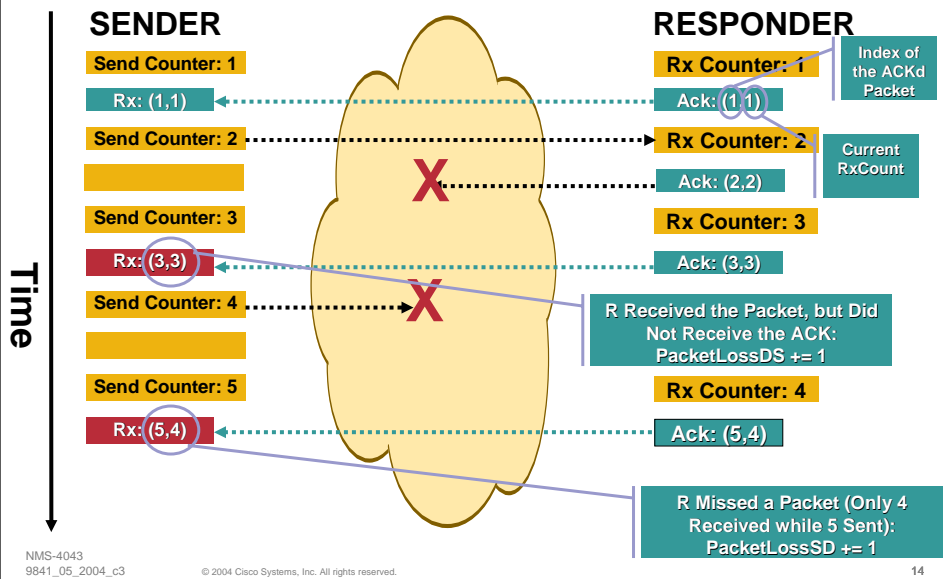 SENDER
RESPONDER
Send Counter: 1
Rx Counter: 1
Index of
the ACKd
Packet
Rx: (1,1)
Ack: (1,1)
Send Counter: 2
Rx Counter: 2
Current
RxCount
X
Ack: (2,2)
Send Counter: 3
Rx Counter: 3
Rx: (3,3)
Ack: (3,3)
Time
Send Counter: 4
X
R Received the Packet, but Did
Not Receive the ACK:
PacketLossDS += 1
Send Counter: 5
Rx Counter: 4
Rx: (5,4)
Ack: (5,4)
R Missed a Packet (Only 4
Received while 5 Sent):
PacketLossSD += 1
NMS-4043
9841_05_2004_c3
© 2004 Cisco Systems, Inc. All rights reserved.
14